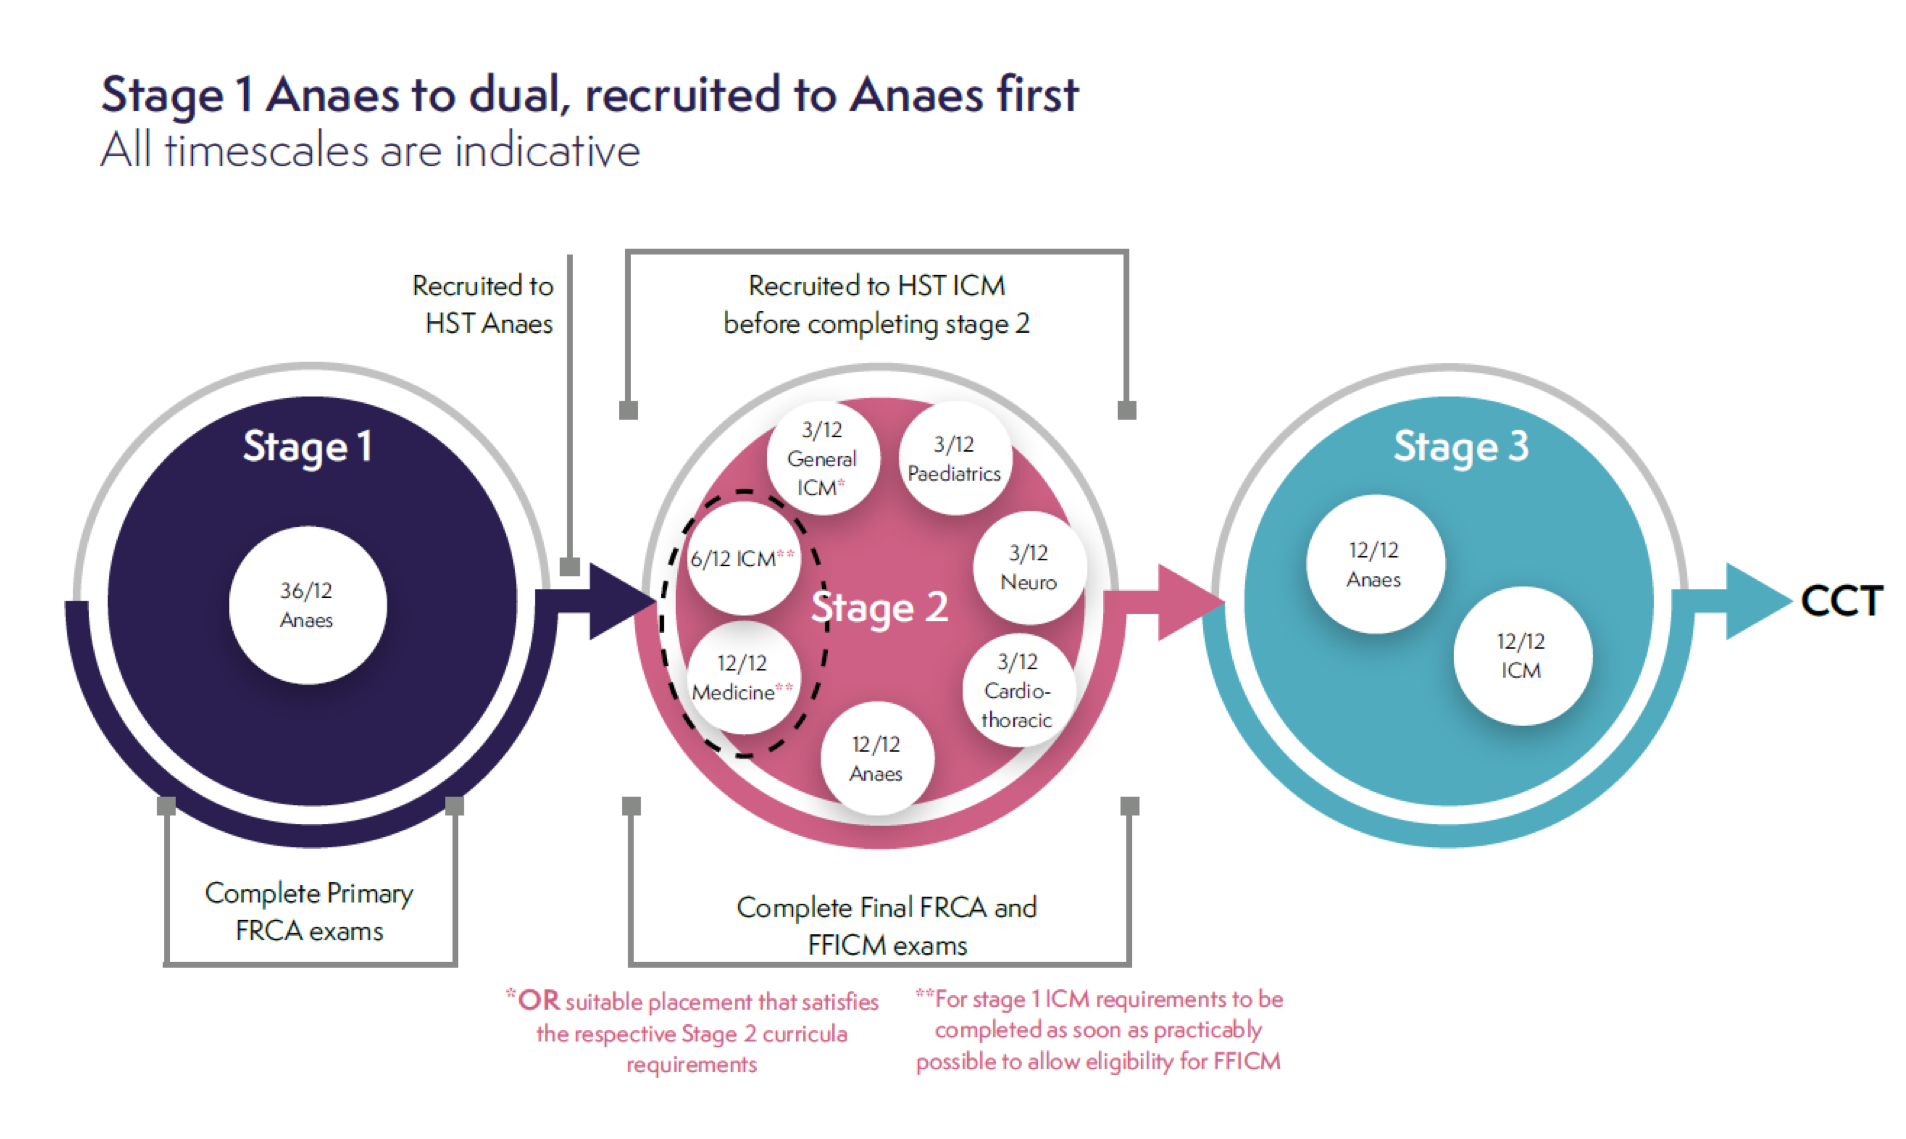 Stage 1 Anaes to dual, recruited to Anaes first
All timescales are indicative
Recruited to
HST Anaes
Recruited to HST ICM
before completing stage 2
Stage 1
36/12
Anaes
Complete Primary
FRCA exams
Stage 2
3/12
General
ICM*
3/12
Paediatrics
6/12 ICM**
3/12
Neuro
12/12
Medicine**
3/12
Cardio-
thoracic
12/12
Anaes
Complete Final FRCA and
FFICM exams
Stage 3
12/12
Anaes
12/12
ICM
CCT
*OR suitable placement that satisfies
the respective Stage 2 curricula
requirements
**For stage 1 ICM requirements to be
completed as soon as practicably
possible to allow eligibility for FFICM